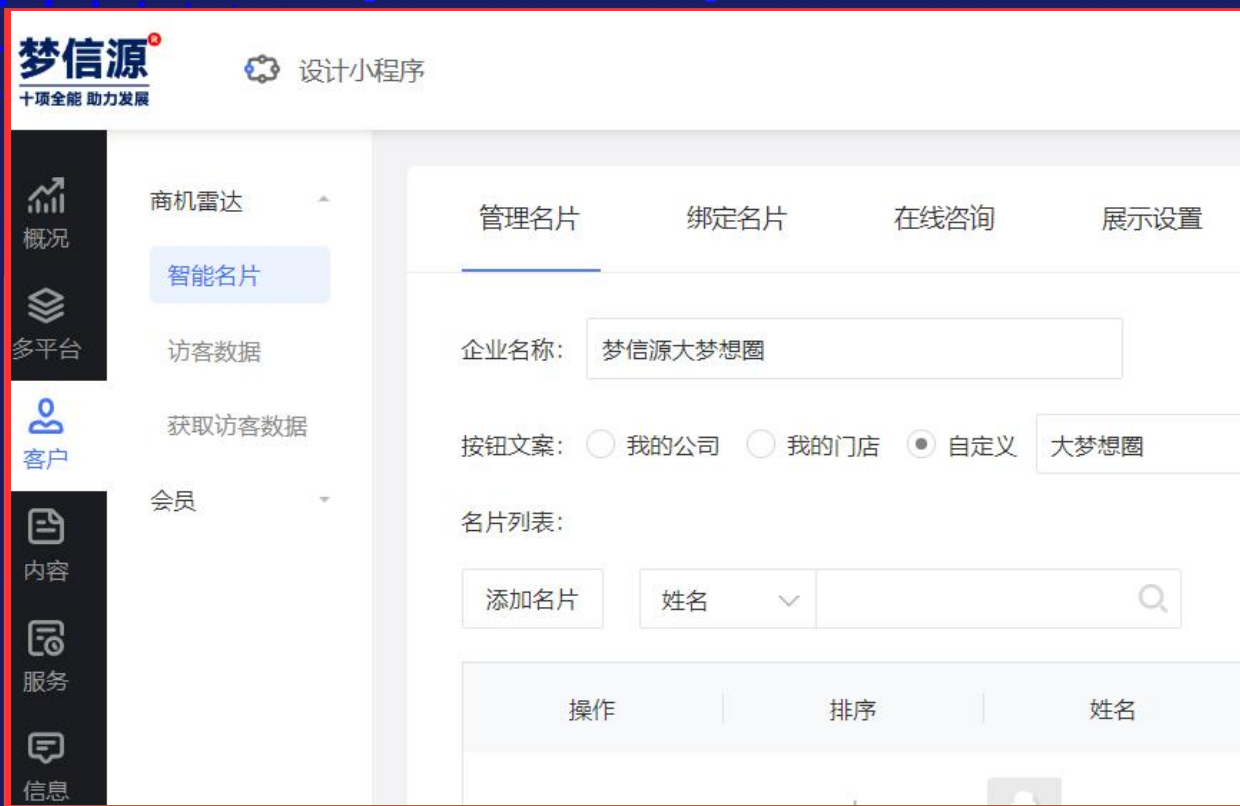 梦信源®
十项全能 助力发展
设计小程序
概况
多平台
客户
内容
服务
信息
商机雷达
智能名片
访客数据
获取访客数据
会员
管理名片 绑定名片 在线咨询 展示设置
企业名称: 梦信源大梦想圈
按钮文案: 我的公司 我的门店 自定义 大梦想圈
名片列表:
添加名片 姓名
操作 排序 姓名